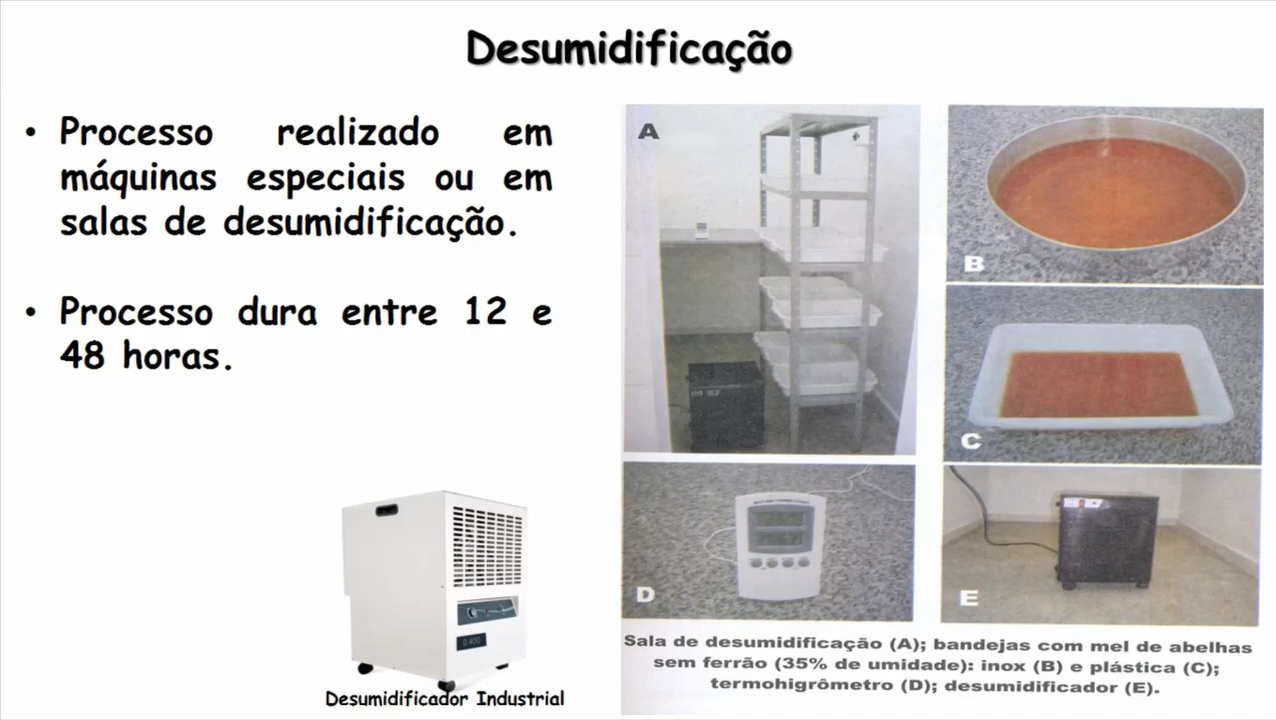 Desumidificação
• Processo realizado em
máquinas especiais ou em
salas de desumidificação.
• Processo dura entre 12 e
48 horas.
Desumidificador Industrial
A
B
C
D
E
Sala de desumidificação (A); bandejas com mel de abelhas
sem ferrão (35% de umidade): inox (B) e plástica (C);
termohigrômetro (D); desumidificador (E).